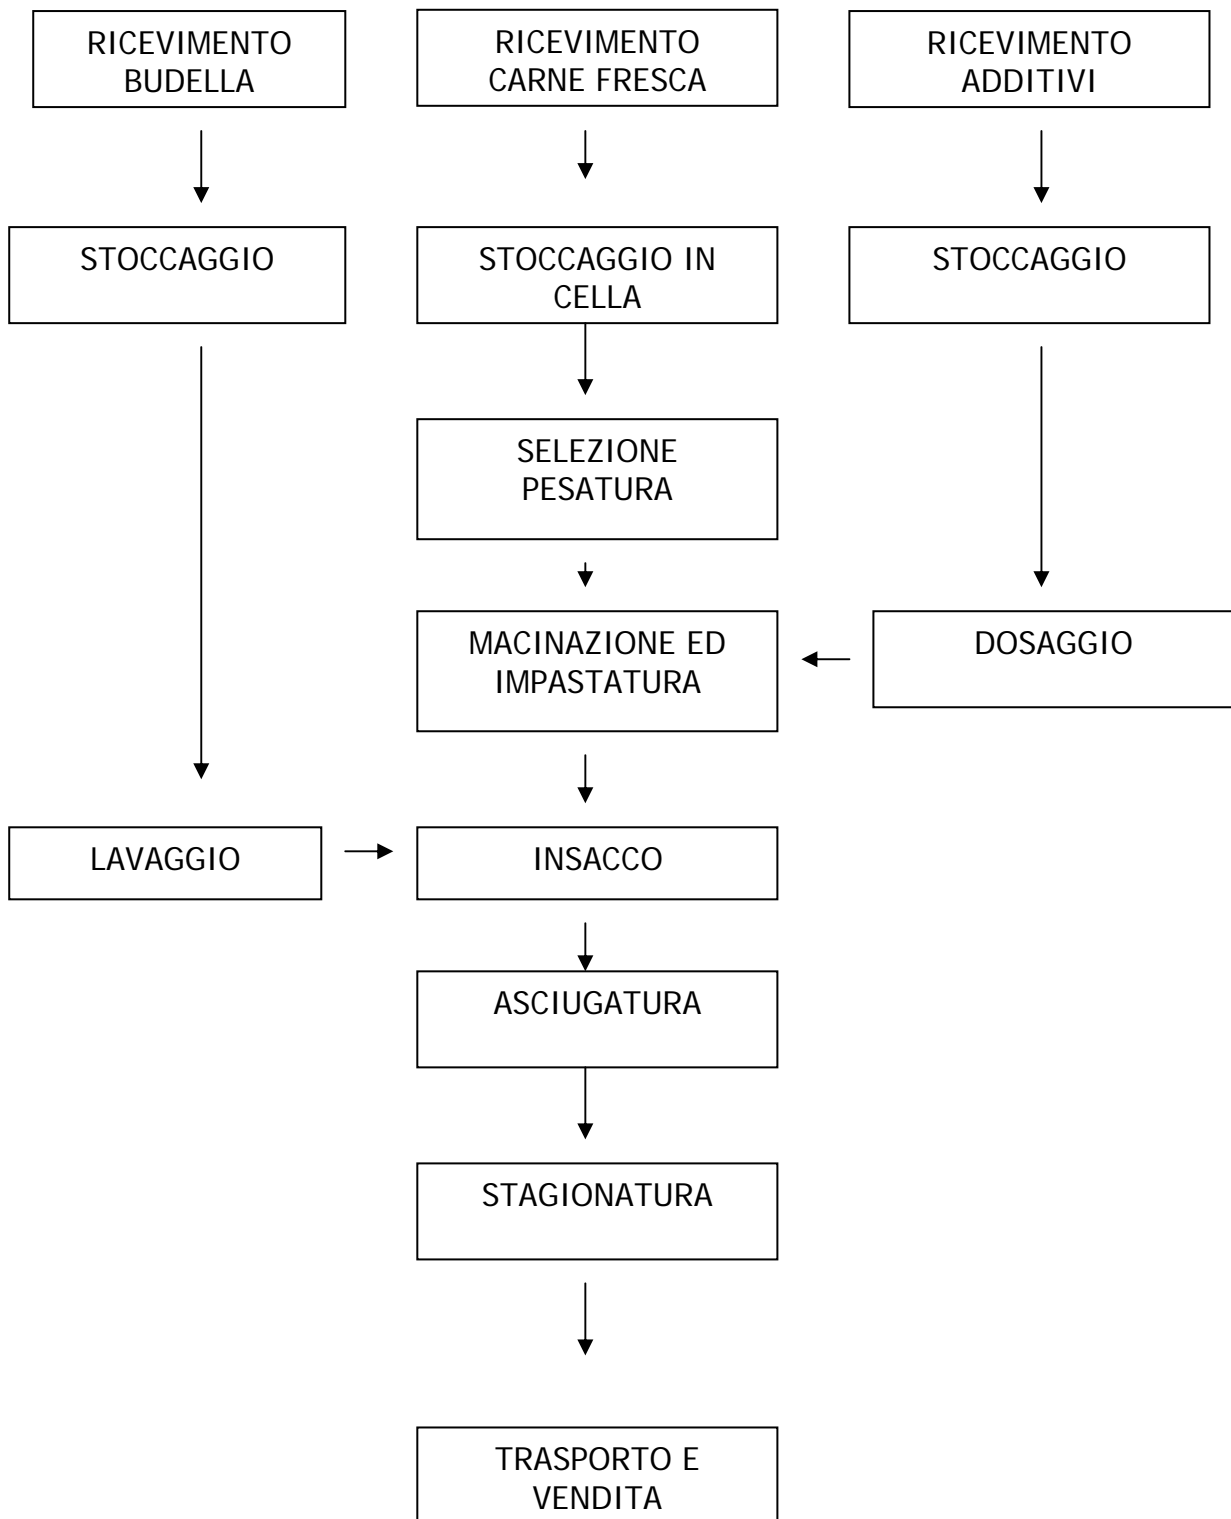 RICEVIMENTO
BUDELLA
RICEVIMENTO
CARNE FRESCA
RICEVIMENTO
ADDITIVI
STOCCAGGIO
STOCCAGGIO IN
CELLA
STOCCAGGIO
SELEZIONE
PESATURA
MACINAZIONE ED
IMPASTATURA
DOSAGGIO
LAVAGGIO
INSACCO
ASCIUGATURA
STAGIONATURA
TRASPORTO E
VENDITA